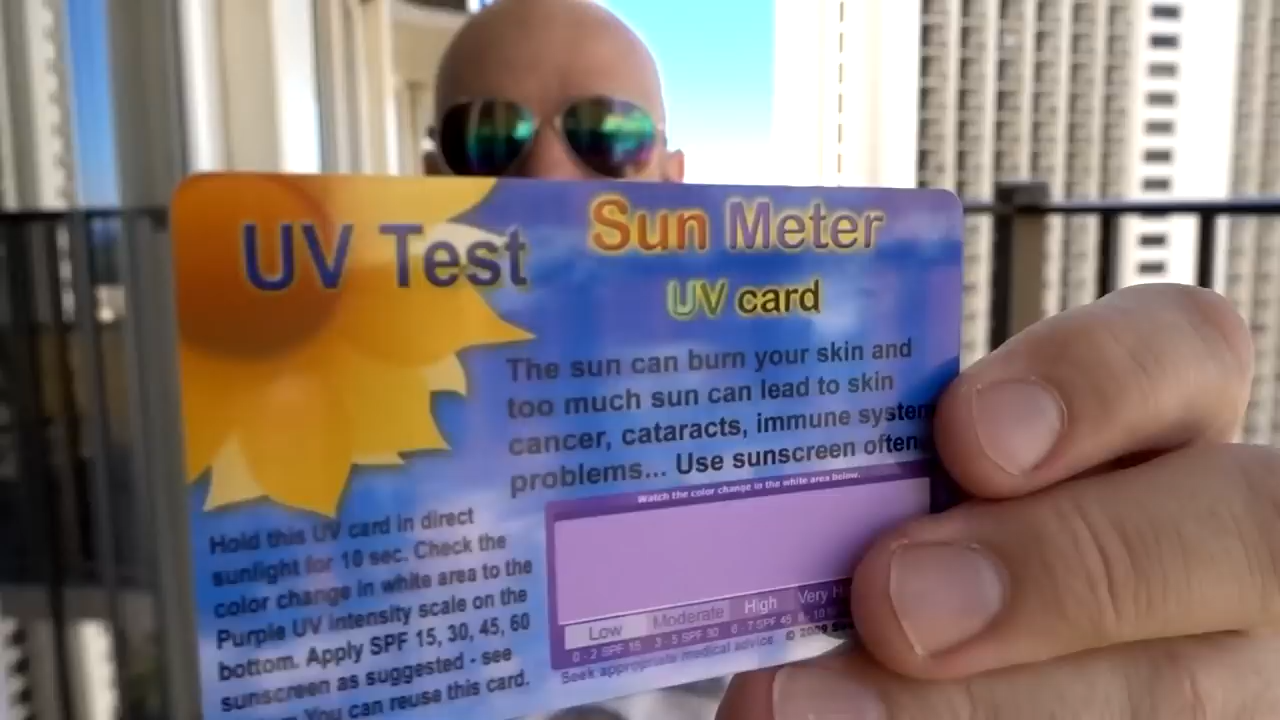 UV Test
Sun Meter
UV card
The sun can burn your skin and
too much sun can lead to skin
cancer, cataracts, immune system
problems... Use sunscreen often
Hold this UV card in direct
sunlight for 10 sec. Check the
color change in white area to the
Purple UV intensity scale on the
bottom. Apply SPF 15, 30, 45, 60
sunscreen as suggested - see
You can reuse this card.
Watch the color change in the white area below.
Low Moderate High Very H
0 - 2 SPF 15 3 - 5 SPF 30 6 - 7 SPF 45 8 - 10
Seek appropriate medical advice © 2009